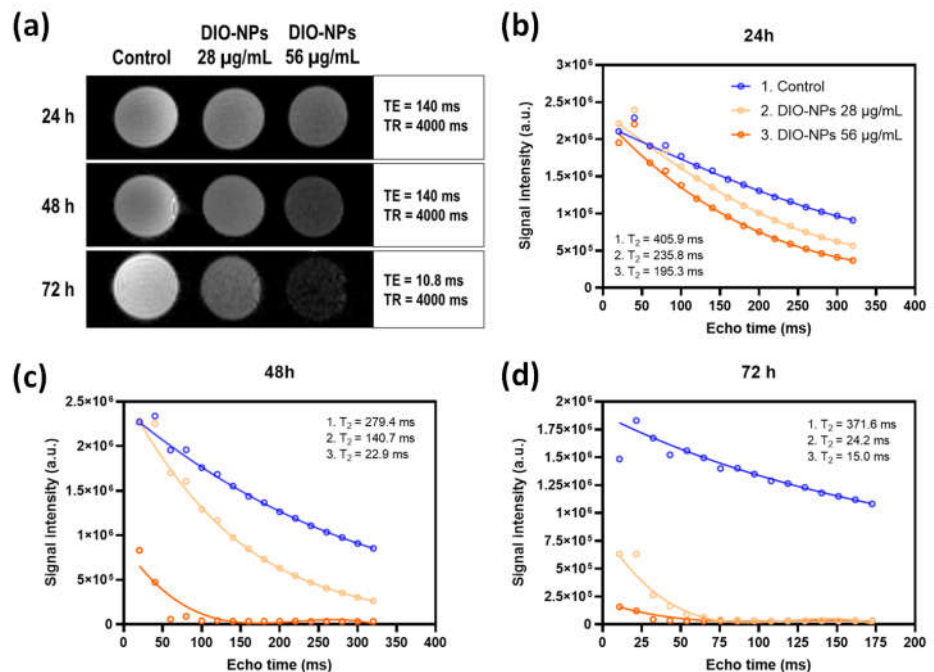 (a)
Control
DIO-NPs
28 µg/mL
DIO-NPs
56 µg/mL
24 h
TE = 140 ms
TR = 4000 ms
48 h
TE = 140 ms
TR = 4000 ms
72 h
TE = 10.8 ms
TR = 4000 ms
(b)
24h
Signal Intensity (a.u.)
3×10⁶
2.5×10⁶
2×10⁶
1.5×10⁶
1×10⁶
5×10⁵
0
1. Control
2. DIO-NPs 28 µg/mL
3. DIO-NPs 56 µg/mL
1. T₂ = 405.9 ms
2. T₂ = 235.8 ms
3. T₂ = 195.3 ms
0 50 100 150 200 250 300 350 400
Echo time (ms)
(c)
48h
Signal intensity (a.u.)
2.5×10⁶
2×10⁶
1.5×10⁶
1×10⁶
5×10⁵
0
1. T₂ = 279.4 ms
2. T₂ = 140.7 ms
3. T₂ = 22.9 ms
0 50 100 150 200 250 300 350 400
Echo time (ms)
(d)
72 h
Signal intensity (a.u.)
2×10⁶
1.75×10⁶
1.5×10⁶
1.25×10⁶
1×10⁶
7.5×10⁵
5×10⁵
2.5×10⁵
0
1. T₂ = 371.6 ms
2. T₂ = 24.2 ms
3. T₂ = 15.0 ms
0 25 50 75 100 125 150 175 200
Echo time (ms)